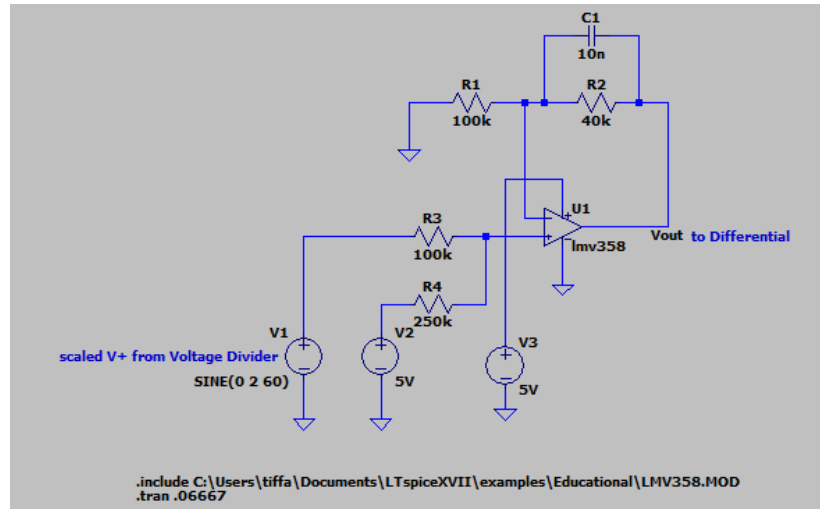 C1
10n
R1
R2
100k
40k
U1
R3
Vout to Differential
100k
lmv358
R4
250k
V1
V2
V3
scaled V+ from Voltage Divider
SINE(0 2 60)
5V
5V
.include C:\Users\tiffa\Documents\LTspiceXVII\examples\Educational\LMV358.MOD
.tran .06667